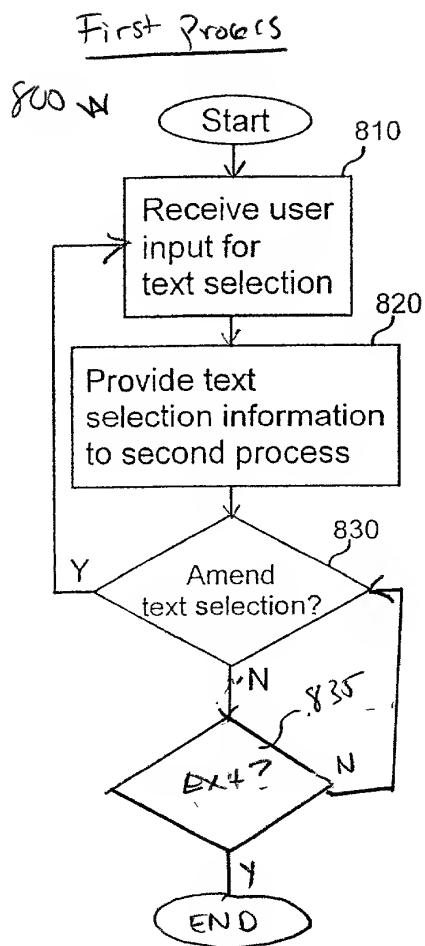 First Process
800
Start
810
Receive user
input for
text selection
820
Provide text
selection information
to second process
830
Y
Amend
text selection?
N
835
Exit?
N
Y
END